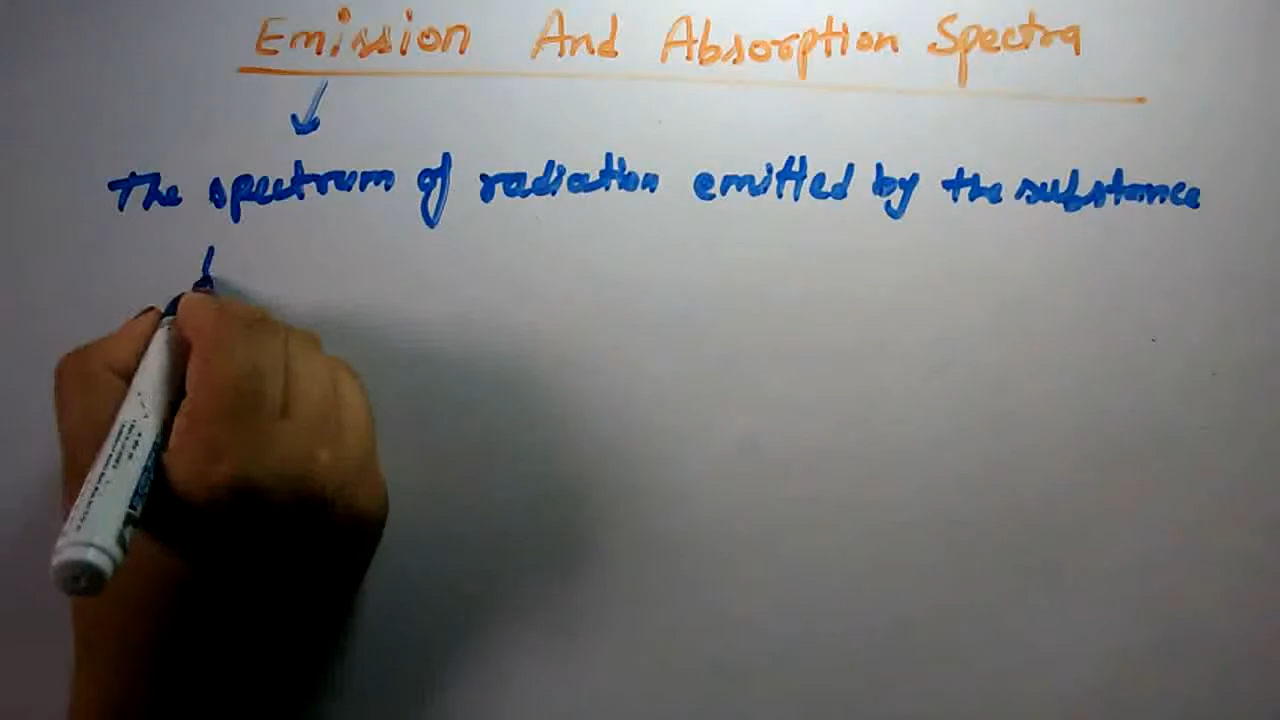 Emission And Absorption Spectra
The spectrum of radiation emitted by the substance